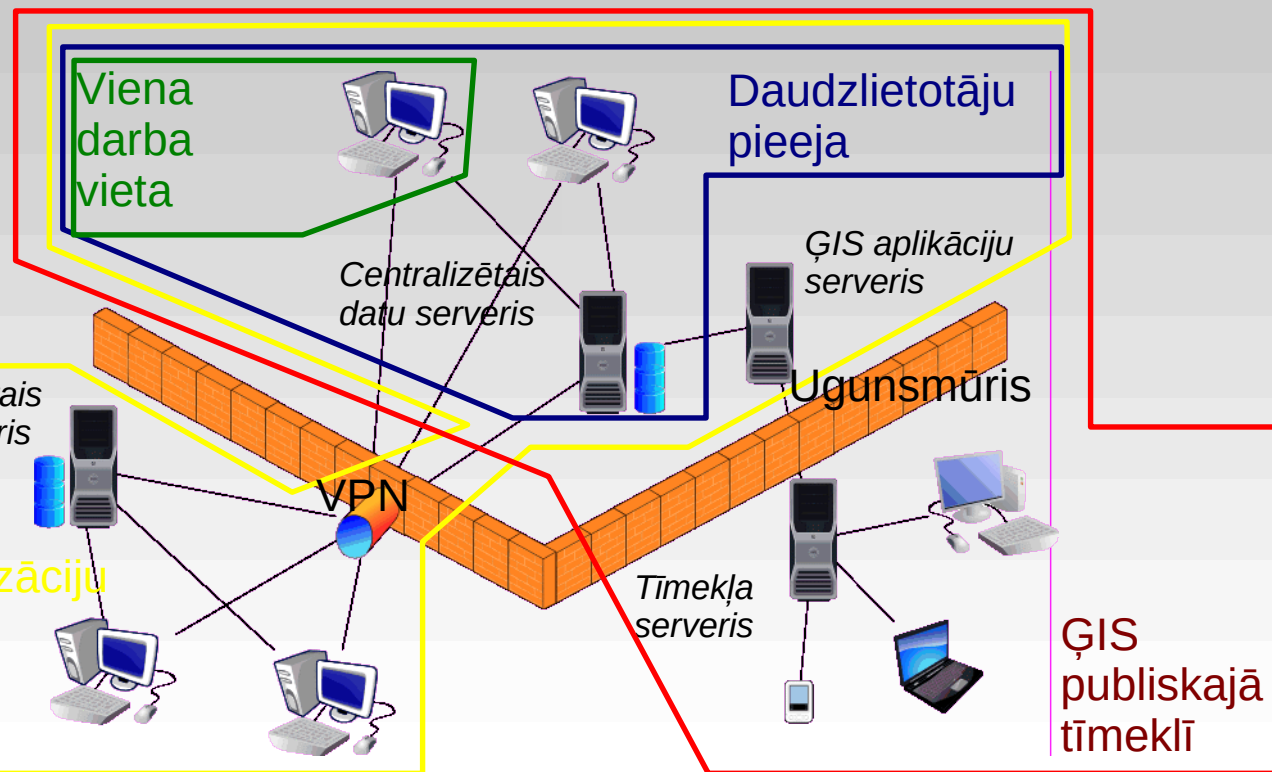 Viena
darba
vieta
Daudzlietotāju
pieeja
Centralizētais
datu serveris
ĢIS aplikāciju
serveris
Ugunsmūris
ais
ris
VPN
zāciju
Tīmekļa
serveris
ĢIS
publiskajā
tīmeklī